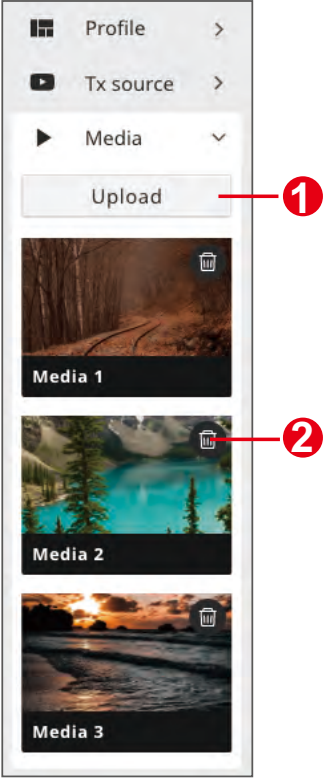 Profile
Tx source
Media
Upload
1
Media 1
2
Media 2
Media 3